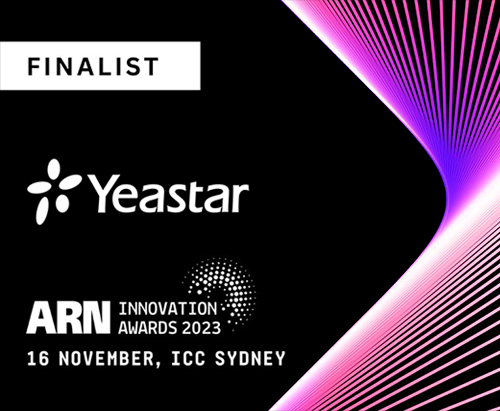 FINALIST
Yeastar
ARN INNOVATION
AWARDS 2023
16 NOVEMBER, ICC SYDNEY